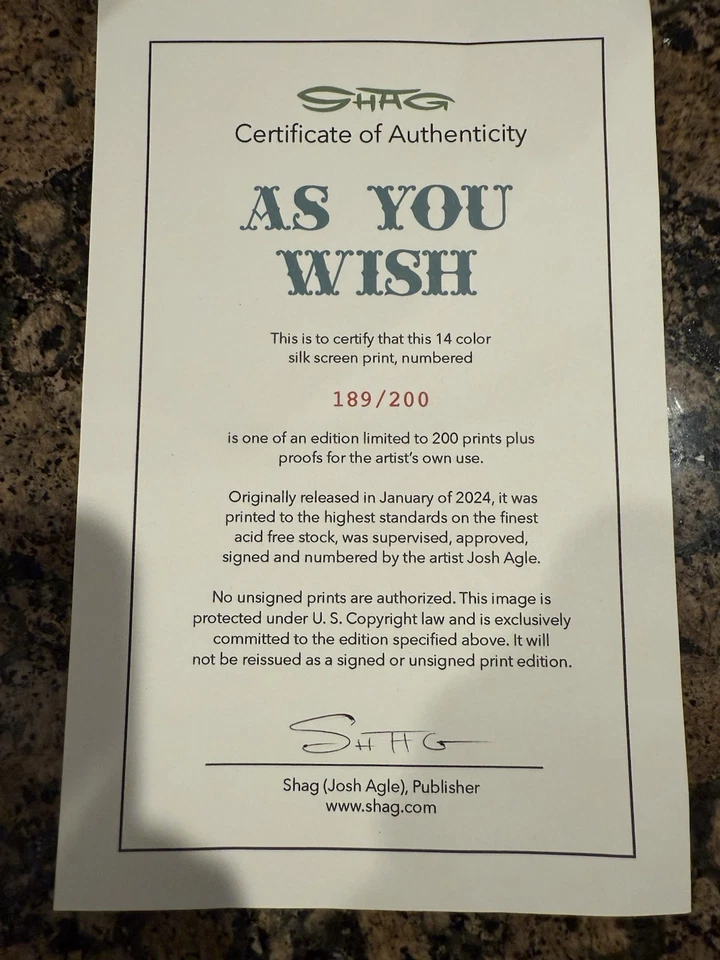 SHAG
Certificate of Authenticity
AS YOU
WISH
This is to certify that this 14 color
silk screen print, numbered
189/200
is one of an edition limited to 200 prints plus
proofs for the artist's own use.
Originally released in January of 2024, it was
printed to the highest standards on the finest
acid free stock, was supervised, approved,
signed and numbered by the artist Josh Agle.
No unsigned prints are authorized. This image is
protected under U. S. Copyright law and is exclusively
committed to the edition specified above. It will
not be reissued as a signed or unsigned print edition.
SHAG
Shag (Josh Agle), Publisher
www.shag.com